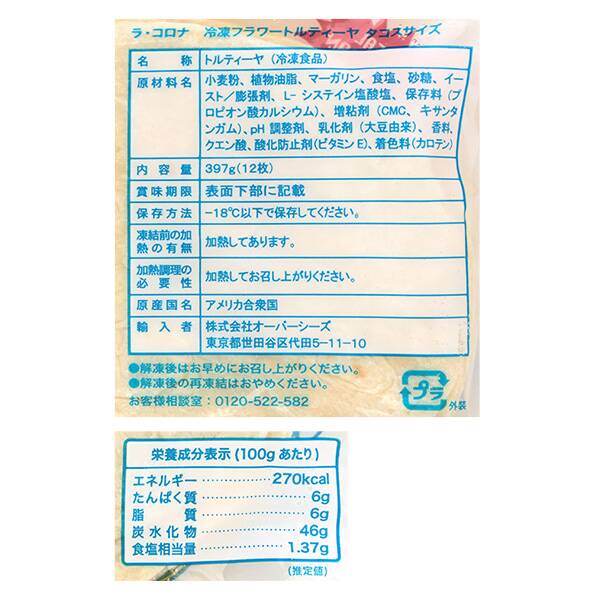 ラ・コロナ　冷凍フラワートルティーヤ　タコスサイズ
名　称　トルティーヤ（冷凍食品）
原材料名　小麦粉、植物油脂、マーガリン、食塩、砂糖、イー
スト／膨張剤、L-システイン塩酸塩、保存料（プ
ロピオン酸カルシウム）、増粘剤（CMC、キサンタ
ンガム）、pH調整剤、乳化剤（大豆由来）、香料、
クエン酸、酸化防止剤（ビタミンE）、着色料（カロテン）
内容量　397g（12枚）
賞味期限　表面下部に記載
保存方法　-18℃以下で保存してください。
凍結前の加
熱の有無　加熱してあります。
加熱調理の
必要性　加熱してお召し上がりください。
原産国名　アメリカ合衆国
輸入者　株式会社オーバーシーズ
東京都世田谷区代田5-11-10
●解凍後はお早めにお召し上がりください。
●解凍後の再凍結はおやめください。
お客様相談室：0120-522-582
プラ
外装
栄養成分表示（100gあたり）
エネルギー 270kcal
たんぱく質 6g
脂　質 6g
炭水化物 46g
食塩相当量 1.37g
（推定値）